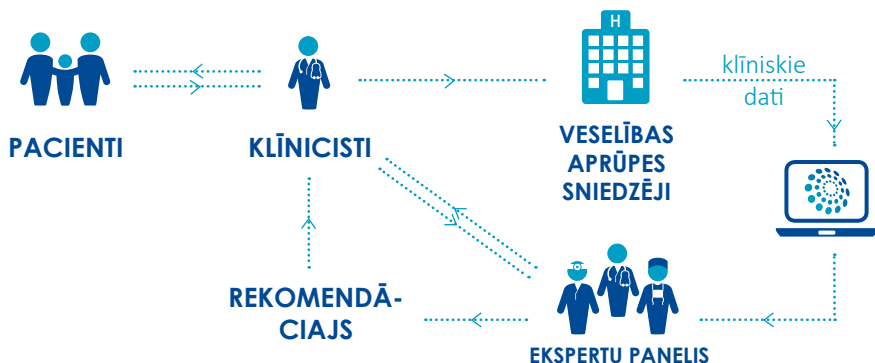 H
klīniskie
dati
PACIENTI
KLĪNICISTI
VESELĪBAS
APRŪPES
SNIEDZĒJI
REKOMENDĀ-
CIAJS
EKSPERTU PANELIS